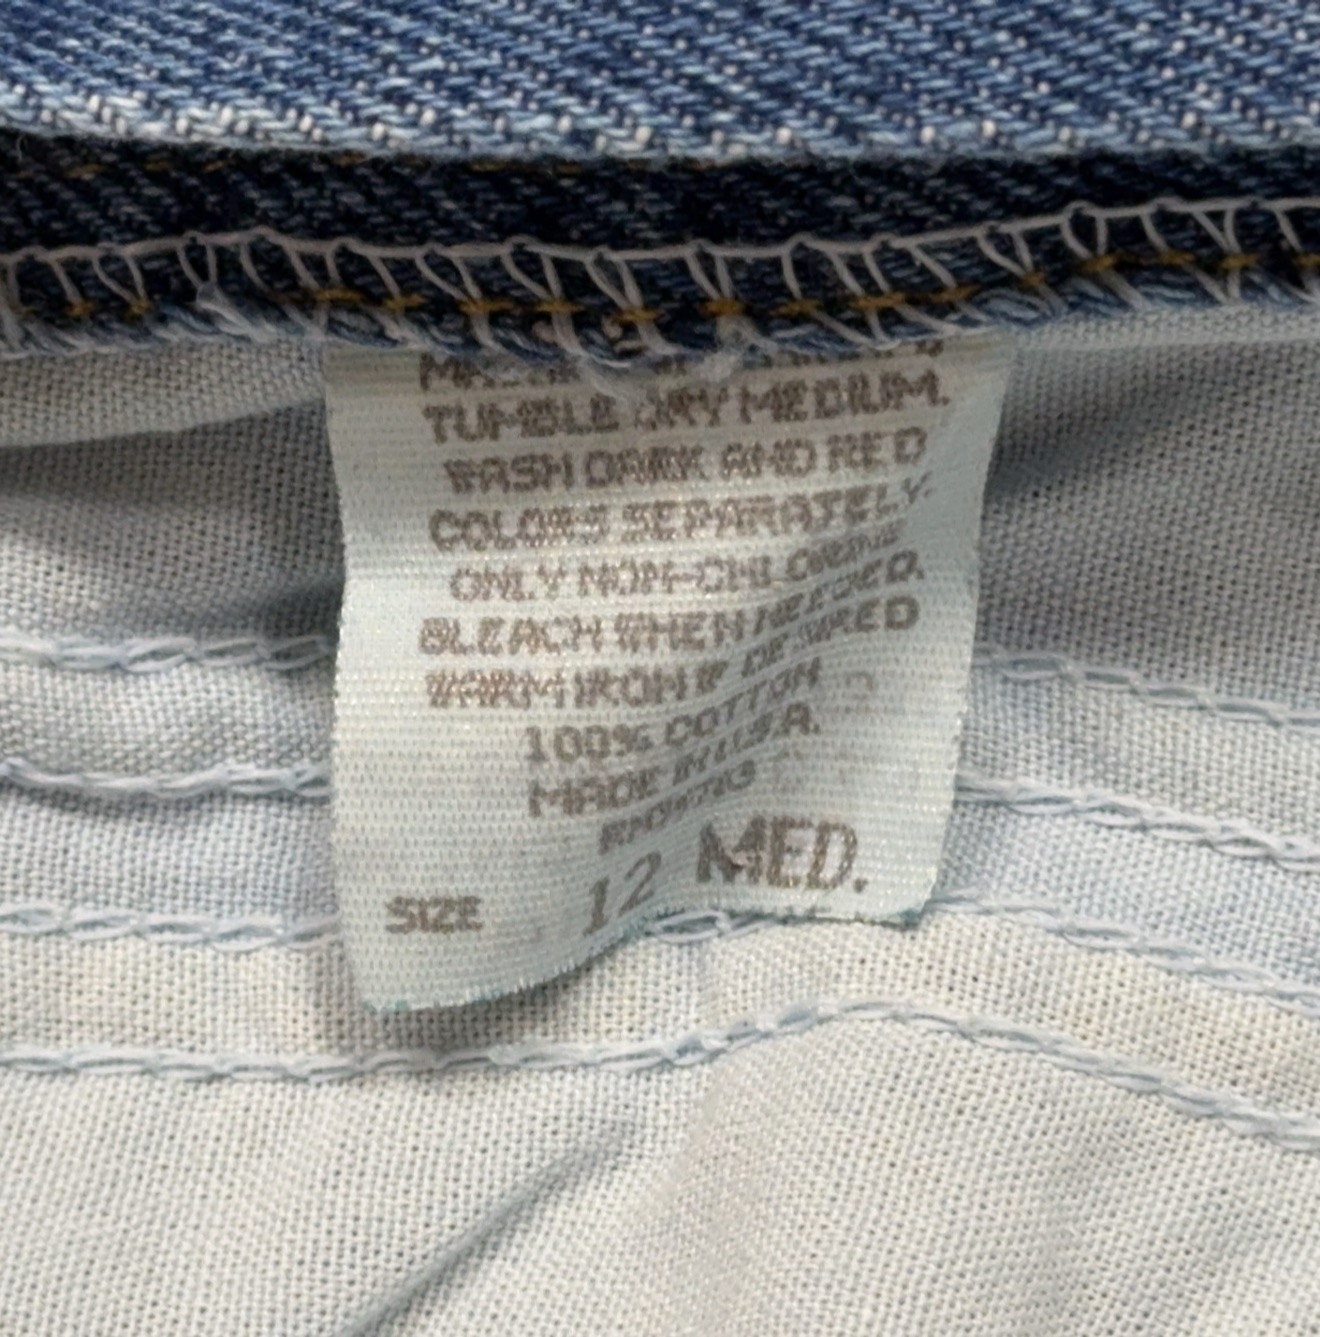 TUMBLE DRY MEDIUM.
WASH DARK AND RED
COLORS SEPARATELY.
ONLY NON-CHLORINE
BLEACH WHEN NEEDED.
WARM IRON IF DESIRED
100% COTTON
MADE IN U.S.A.
SIZE 12 MED.